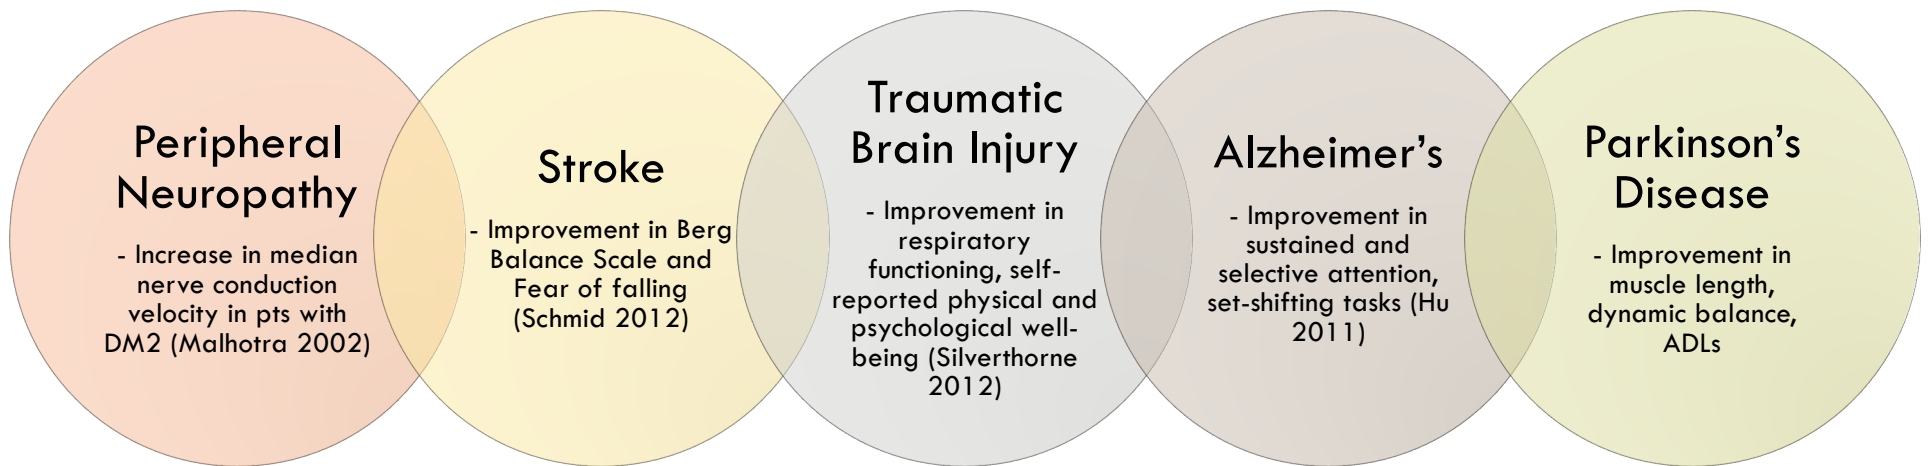 Peripheral
Neuropathy
- Increase in median
nerve conduction
velocity in pts with
DM2 (Malhotra 2002)
Stroke
- Improvement in Berg
Balance Scale and
Fear of falling
(Schmid 2012)
Traumatic
Brain Injury
- Improvement in
respiratory
functioning, self-
reported physical and
psychological well-
being (Silverthorne
2012)
Alzheimer’s
- Improvement in
sustained and
selective attention,
set-shifting tasks (Hu
2011)
Parkinson’s
Disease
- Improvement in
muscle length,
dynamic balance,
ADLs